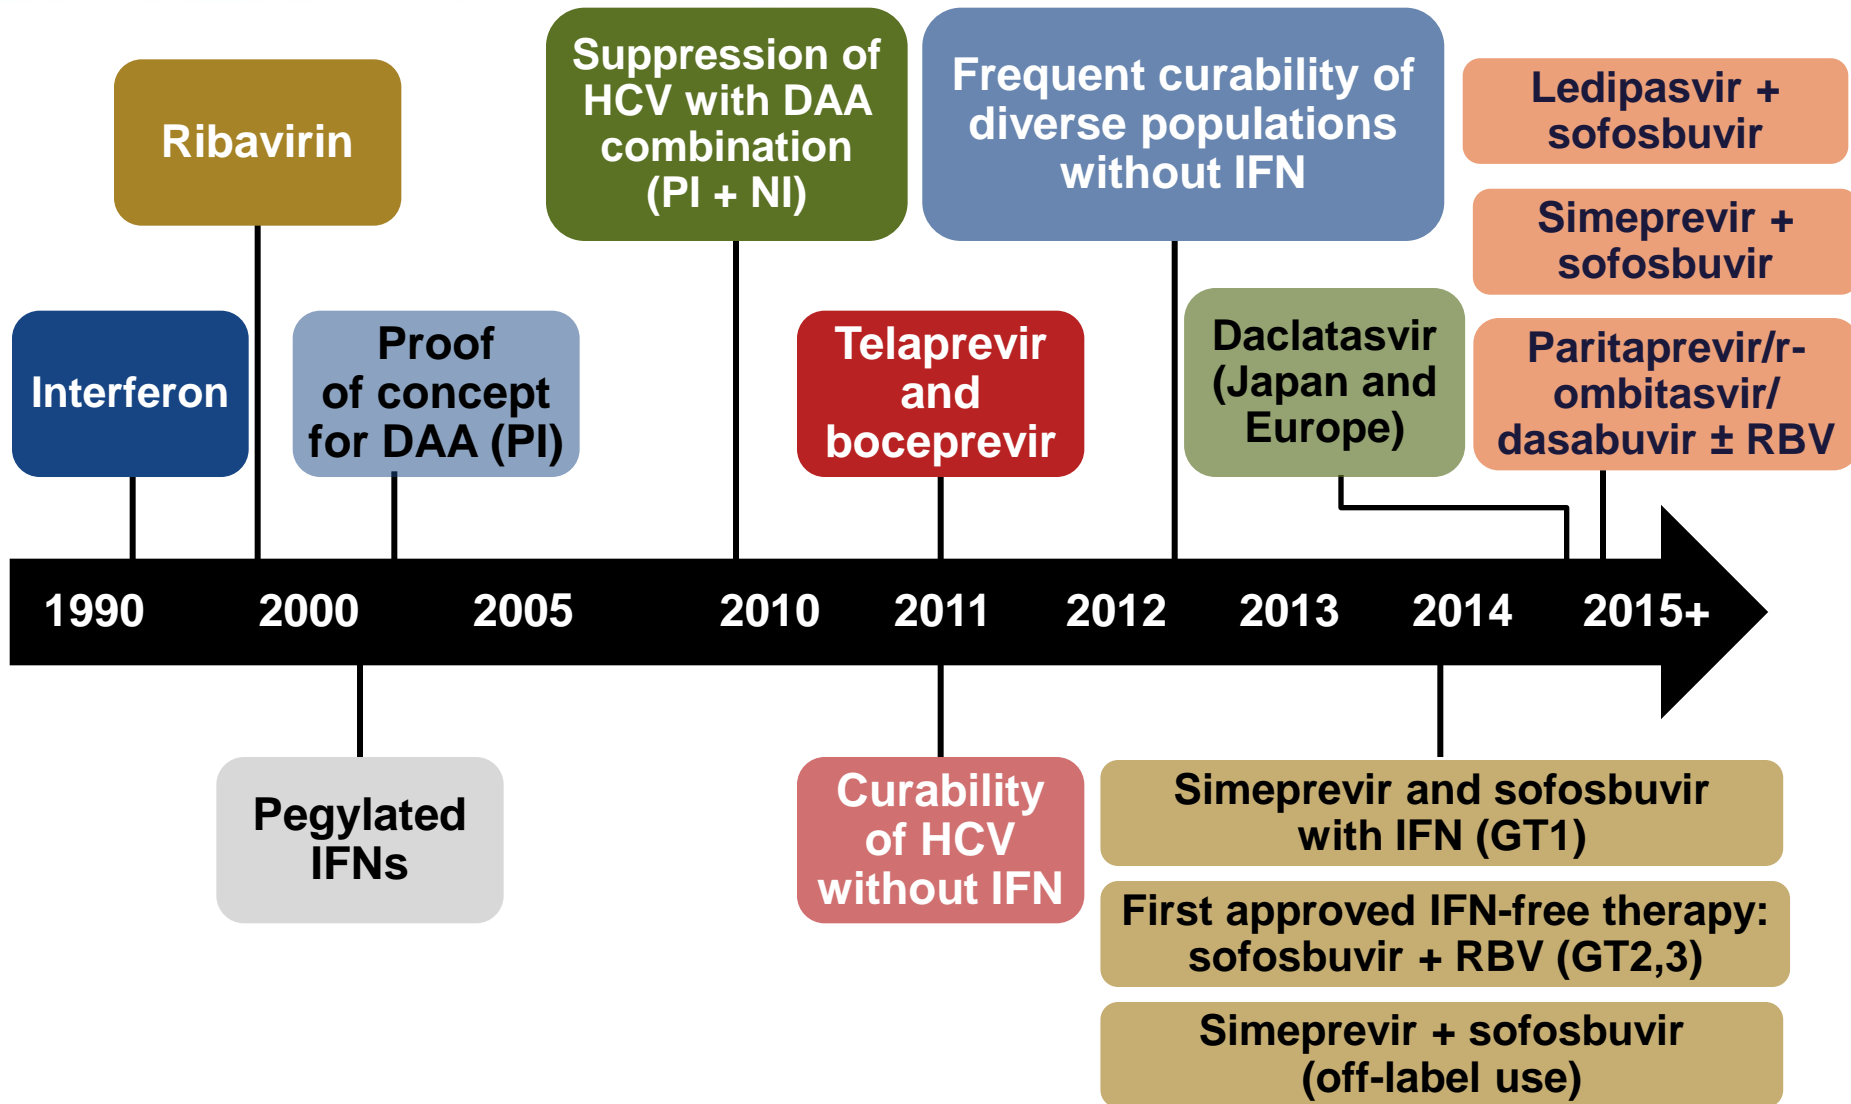 Ribavirin
Suppression of
HCV with DAA
combination
(PI + NI)
Frequent curability of
diverse populations
without IFN
Ledipasvir +
sofosbuvir
Simeprevir +
sofosbuvir
Interferon
Proof
of concept
for DAA (PI)
Telaprevir
and
boceprevir
Daclatasvir
(Japan and
Europe)
Paritaprevir/r-
ombitasvir/
dasabuvir ± RBV
1990 2000 2005 2010 2011 2012 2013 2014 2015+
Pegylated
IFNs
Curability
of HCV
without IFN
Simeprevir and sofosbuvir
with IFN (GT1)
First approved IFN-free therapy:
sofosbuvir + RBV (GT2,3)
Simeprevir + sofosbuvir
(off-label use)